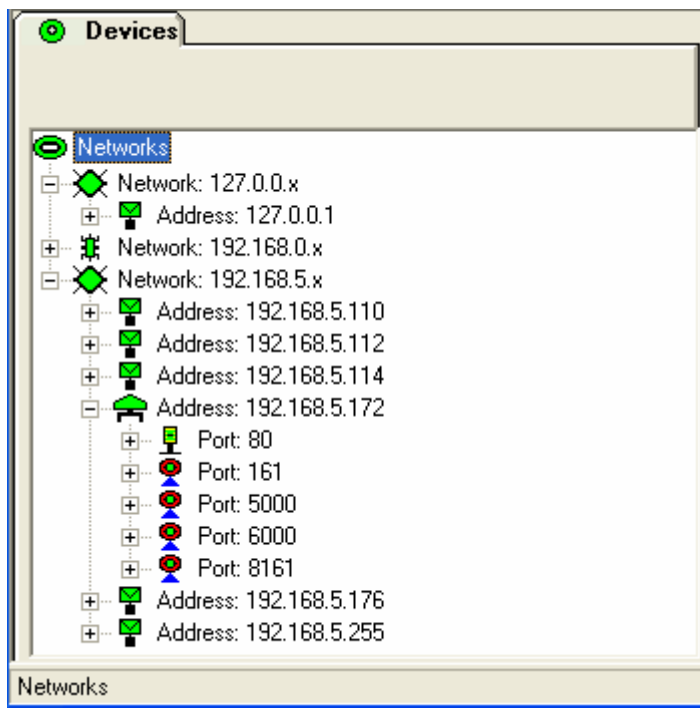 Devices
Networks
Network: 127.0.0.x
Address: 127.0.0.1
Network: 192.168.0.x
Network: 192.168.5.x
Address: 192.168.5.110
Address: 192.168.5.112
Address: 192.168.5.114
Address: 192.168.5.172
Port: 80
Port: 161
Port: 5000
Port: 6000
Port: 8161
Address: 192.168.5.176
Address: 192.168.5.255
Networks